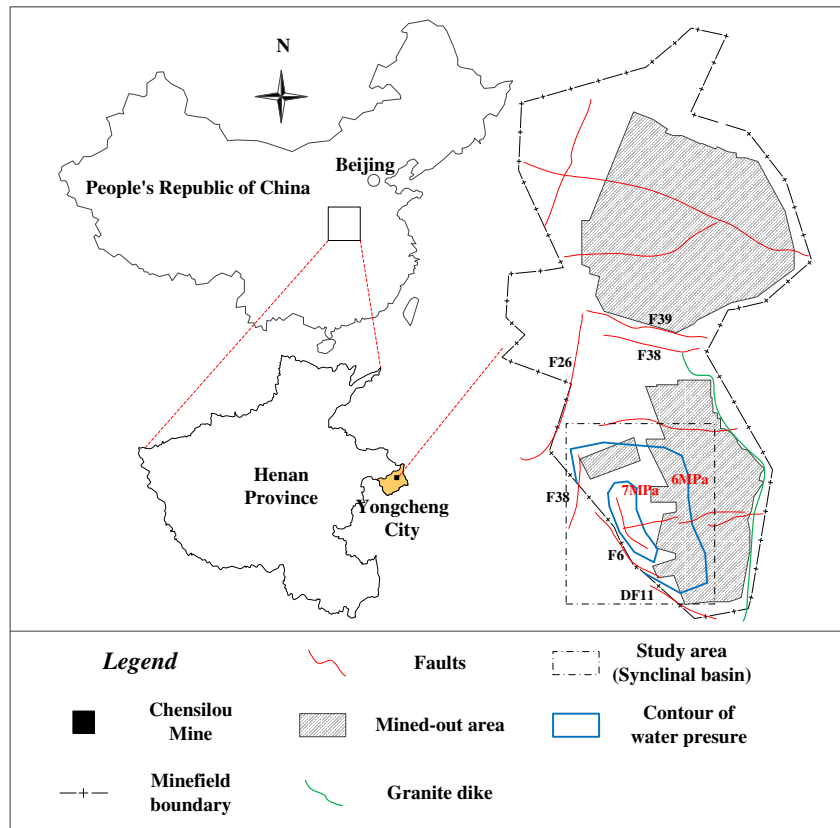 N
Beijing
People's Republic of China
F39
F38
F26
Henan
Province
Yongcheng
City
F38
7MPa
6MPa
F6
DF11
Legend
Faults
Study area
(Synclinal basin)
Chensilou
Mine
Mined-out area
Contour of
water presure
Minefield
boundary
Granite dike